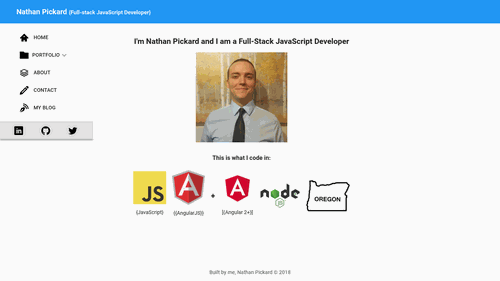 Nathan Pickard (Full-stack JavaScript Developer)
HOME
PORTFOLIO
ABOUT
CONTACT
MY BLOG
I'm Nathan Pickard and I am a Full-Stack JavaScript Developer
This is what I code in:
JS
A
+
A
node
JS
OREGON
{JavaScript}
{{AngularJS}}
[(Angular 2+)]
Built by me, Nathan Pickard © 2018